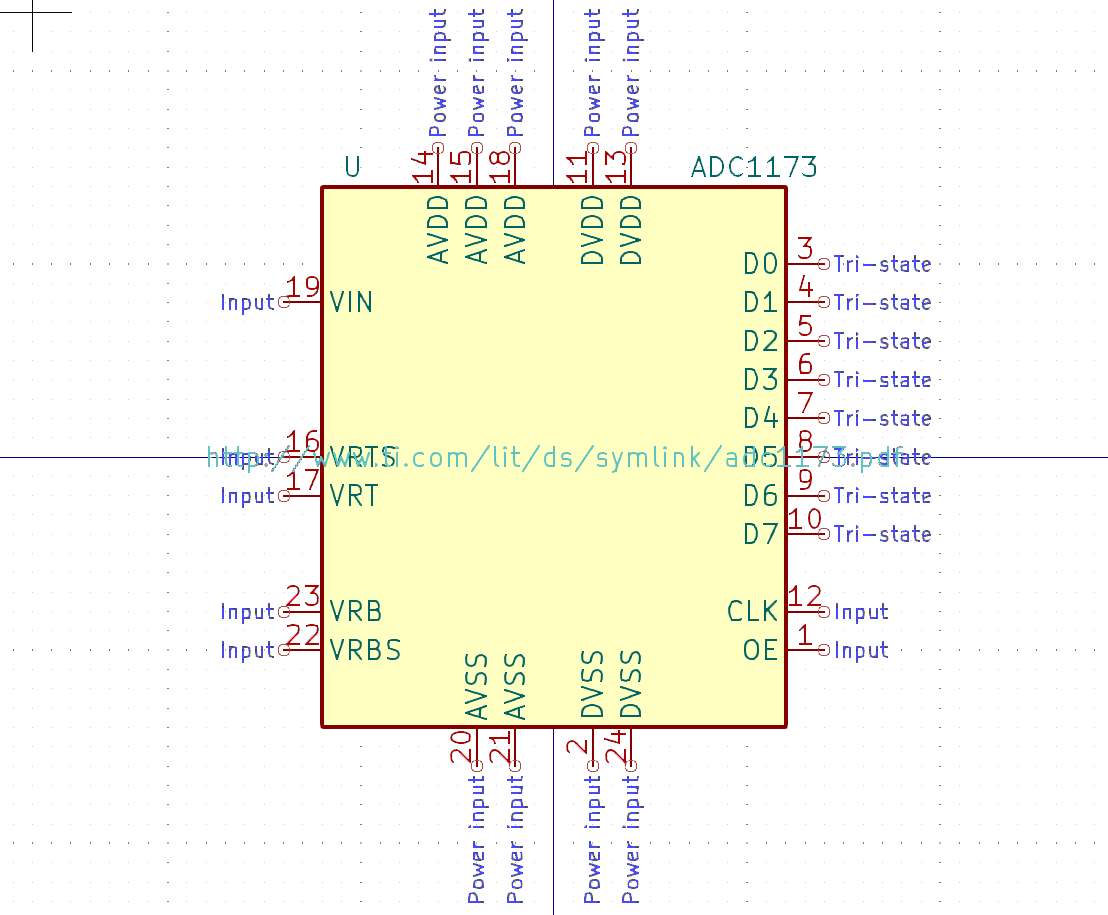 Power input Power input Power input Power input Power input
14 15 18 11 13
U ADC1173
AVDD AVDD AVDD DVDD DVDD
D0 3 Tri-state
Input 19 VIN D1 4 Tri-state
D2 5 Tri-state
D3 6 Tri-state
D4 7 Tri-state
Input 16 VRTS D5 8 Tri-state
http://www.ti.com/lit/ds/symlink/adc1173.pdf
Input 17 VRT D6 9 Tri-state
D7 10 Tri-state
Input 23 VRB CLK 12 Input
Input 22 VRBS OE 1 Input
AVSS AVSS DVSS DVSS
20 21 2 24
Power input Power input Power input Power input